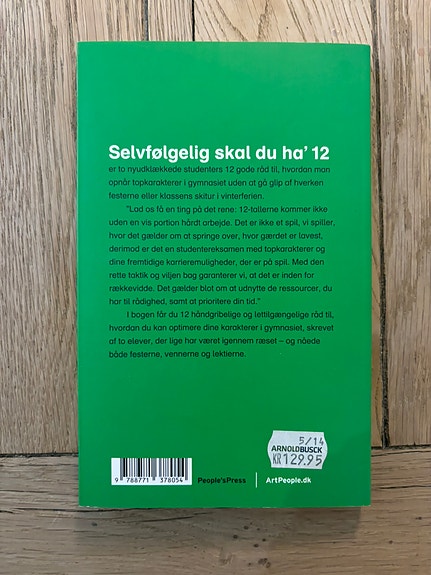 Selvfølgelig skal du ha' 12
er to nyudklækkede studenters 12 gode råd til, hvordan man
opnår topkarakterer i gymnasiet uden at gå glip af hverken
festerne eller klassens skitur i vinterferien.
"Lad os få en ting på det rene: 12-tallerne kommer ikke
uden en vis portion hårdt arbejde. Det er ikke et spil, vi spiller,
hvor det gælder om at springe over, hvor gærdet er lavest,
derimod er det en studentereksamen med topkarakterer og
dine fremtidige karrieremuligheder, der er på spil. Med den
rette taktik og viljen bag garanterer vi, at det er inden for
rækkevidde. Det gælder blot om at udnytte de ressourcer, du
har til rådighed, samt at prioritere din tid."
I bogen får du 12 håndgribelige og lettilgængelige råd til,
hvordan du kan optimere dine karakterer i gymnasiet, skrevet
af to elever, der lige har været igennem ræset – og nåede
både festerne, vennerne og lektierne.
5/14
ARNOLDBUSCK
KR 129.95
9 788771 378054
People'sPress
ArtPeople.dk